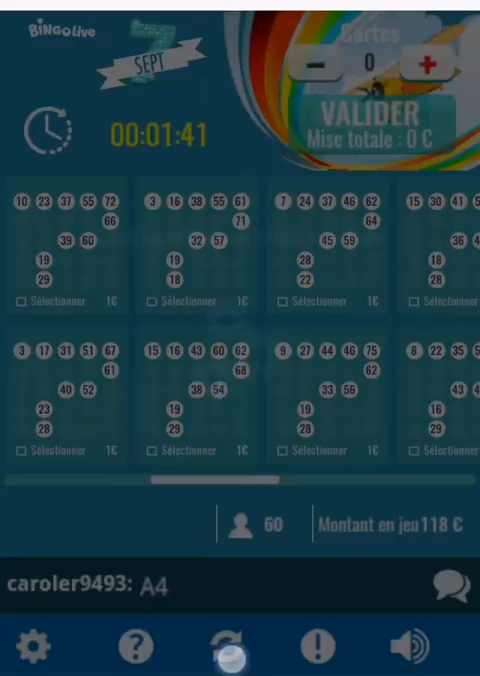 BiNGOLIVE
7
SEPT
Cartes
0
VALIDER
Mise totale : 0 €
00:01:41
10 23 37 55 72
66
39 60
19
29
Sélectionner 1€
3 16 38 55 61
71
32 57
19
18
Sélectionner 1€
7 24 37 46 62
64
45 59
28
22
Sélectionner 1€
15 30 41
36
18
28
Sélectionner
3 17 31 51 67
61
40 52
23
28
Sélectionner 1€
15 16 43 60 62
68
38 54
19
29
Sélectionner 1€
9 27 44 46 75
62
33 56
19
28
Sélectionner 1€
8 22 35
43
16
29
Sélectionner
60
Montant en jeu 118 €
caroler9493: A4